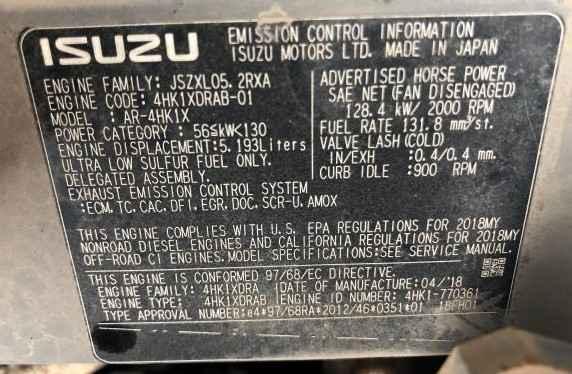 ISUZU
EMISSION CONTROL INFORMATION
ISUZU MOTORS LTD. MADE IN JAPAN
ENGINE FAMILY: JSZXL05.2RXA
ENGINE CODE: 4HK1XDRAB-01
MODEL : AR-4HK1X
POWER CATEGORY : 56≦kW<130
ENGINE DISPLACEMENT:5.193Liters
ULTRA LOW SULFUR FUEL ONLY.
DELEGATED ASSEMBLY.
EXHAUST EMISSION CONTROL SYSTEM
:ECM,TC,CAC,DFI,EGR,DOC,SCR-U,AMOX
ADVERTISED HORSE POWER
SAE NET (FAN DISENGAGED)
128.4 kW/ 2000 RPM
FUEL RATE 131.8 mm³/st.
VALVE LASH(COLD)
IN/EXH :0.4/0.4 mm.
CURB IDLE :900 RPM
THIS ENGINE COMPLIES WITH U.S. EPA REGULATIONS FOR 2018MY
NONROAD DIESEL ENGINES AND CALIFORNIA REGULATIONS FOR 2018MY
OFF-ROAD CI ENGINES. MODEL SPECIFICATIONS:SEE SERVICE MANUAL.
THIS ENGINE IS CONFORMED 97/68/EC DIRECTIVE.
ENGINE FAMILY: 4HK1XDRA
DATE OF MANUFACTURE: 04/'18
ENGINE TYPE: 4HK1XDRAB
ENGINE ID NUMBER: 4HK1-770361
TYPE APPROVAL NUMBER:e4*97/68RA*2012/46*0351*01
18FH01